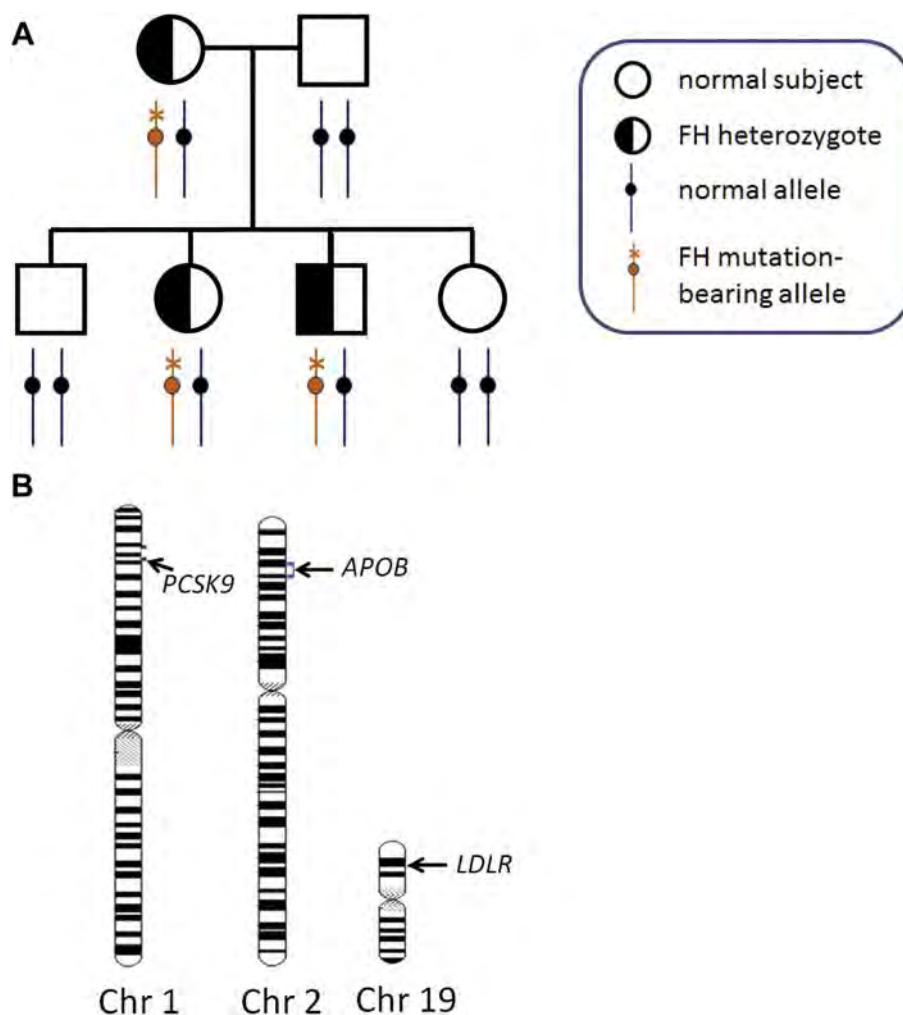 A
normal subject
FH heterozygote
normal allele
FH mutation-
bearing allele
B
PCSK9
APOB
LDLR
Chr 1
Chr 2
Chr 19